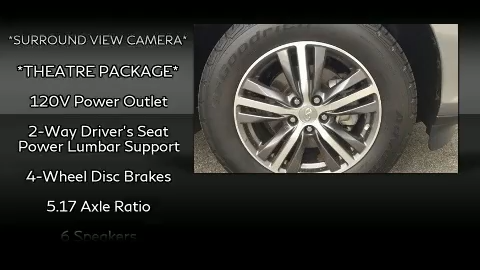 *SURROUND VIEW CAMERA*
*THEATRE PACKAGE*
120V Power Outlet
2-Way Driver's Seat
Power Lumbar Support
4-Wheel Disc Brakes
5.17 Axle Ratio
6 Speakers